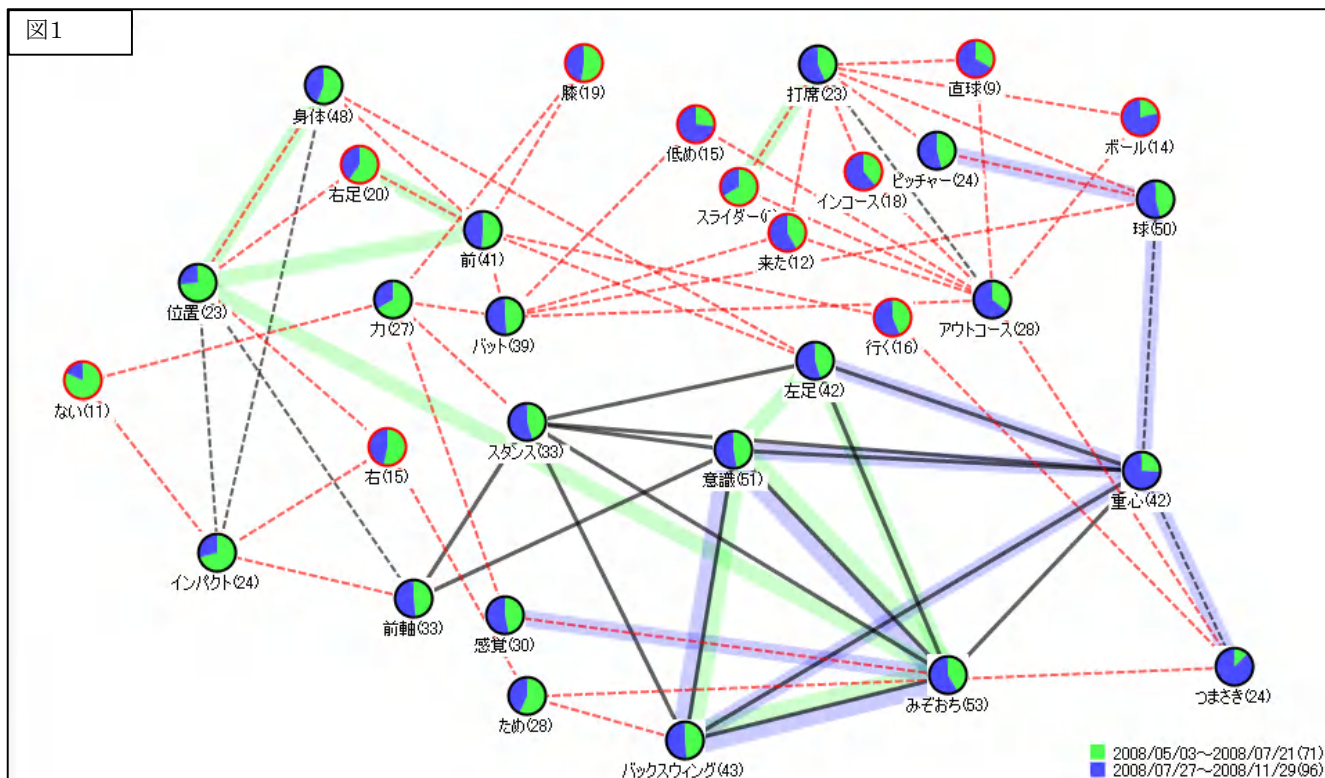 図1
膝(19)
打席(23)
直球(9)
身体(48)
低め(15)
ボール(14)
右足(20)
インコース(18)
ピッチャー(24)
スライダー(
球(50)
前(41)
来た(12)
位置(23)
力(27)
バット(39)
行く(16)
アウトコース(28)
ない(11)
左足(42)
スタンス(33)
右(15)
意識(51)
重心(42)
インパクト(24)
前軸(33)
感覚(30)
みぞおち(53)
つまさき(24)
ため(28)
バックスウィング(43)
2008/05/03～2008/07/21(71)
2008/07/27～2008/11/29(96)